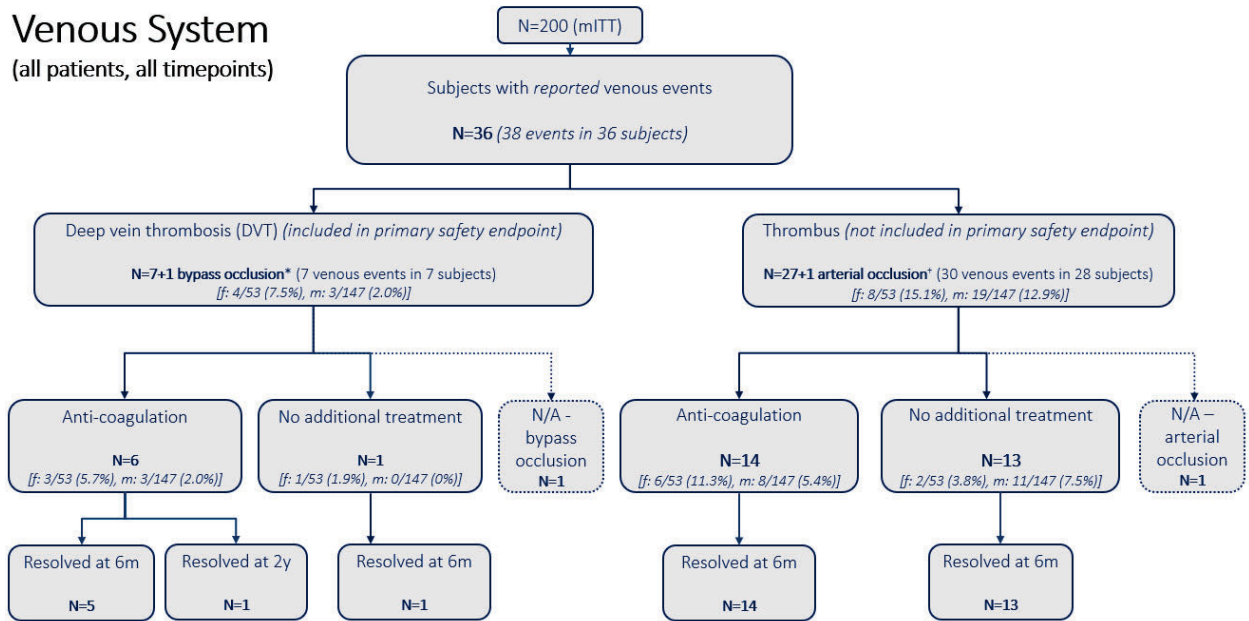 Venous System
(all patients, all timepoints)
N=200 (mITT)
Subjects with reported venous events
N=36 (38 events in 36 subjects)
Deep vein thrombosis (DVT) (included in primary safety endpoint)
N=7+1 bypass occlusion* (7 venous events in 7 subjects)
[f: 4/53 (7.5%), m: 3/147 (2.0%)]
Thrombus (not included in primary safety endpoint)
N=27+1 arterial occlusion⁺ (30 venous events in 28 subjects)
[f: 8/53 (15.1%), m: 19/147 (12.9%)]
Anti-coagulation
N=6
[f: 3/53 (5.7%), m: 3/147 (2.0%)]
No additional treatment
N=1
[f: 1/53 (1.9%), m: 0/147 (0%)]
N/A -
bypass
occlusion
N=1
Anti-coagulation
N=14
[f: 6/53 (11.3%), m: 8/147 (5.4%)]
No additional treatment
N=13
[f: 2/53 (3.8%), m: 11/147 (7.5%)]
N/A –
arterial
occlusion
N=1
Resolved at 6m
N=5
Resolved at 2y
N=1
Resolved at 6m
N=1
Resolved at 6m
N=14
Resolved at 6m
N=13